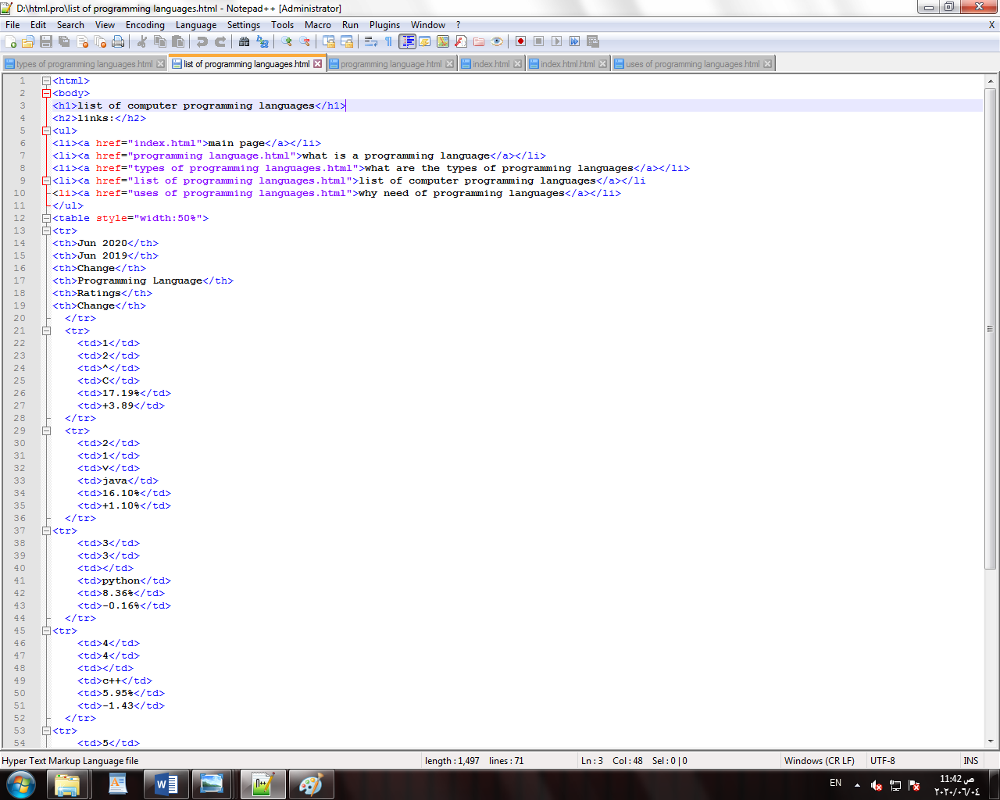 D:\html.pro\list of programming languages.html - Notepad++ [Administrator]
File Edit Search View Encoding Language Settings Tools Macro Run Plugins Window ? X
types of programming languages.html list of programming languages.html programming language.html index.html index.html.html uses of programming languages.html
1 <html>
2 <body>
3 <h1>list of computer programming languages</h1>
4 <h2>links:</h2>
5 <ul>
6 <li><a href="index.html">main page</a></li>
7 <li><a href="programming language.html">what is a programming language</a></li>
8 <li><a href="types of programming languages.html">what are the types of programming languages</a></li>
9 <li><a href="list of programming languages.html">list of computer programming languages</a></li
10 <li><a href="uses of programming languages.html">why need of programming languages</a></li>
11 </ul>
12 <table style="width:50%">
13 <tr>
14 <th>Jun 2020</th>
15 <th>Jun 2019</th>
16 <th>Change</th>
17 <th>Programming Language</th>
18 <th>Ratings</th>
19 <th>Change</th>
20 </tr>
21 <tr>
22 <td>1</td>
23 <td>2</td>
24 <td>^</td>
25 <td>C</td>
26 <td>17.19%</td>
27 <td>+3.89</td>
28 </tr>
29 <tr>
30 <td>2</td>
31 <td>1</td>
32 <td>v</td>
33 <td>java</td>
34 <td>16.10%</td>
35 <td>+1.10%</td>
36 </tr>
37 <tr>
38 <td>3</td>
39 <td>3</td>
40 <td></td>
41 <td>python</td>
42 <td>8.36%</td>
43 <td>-0.16%</td>
44 </tr>
45 <tr>
46 <td>4</td>
47 <td>4</td>
48 <td></td>
49 <td>c++</td>
50 <td>5.95%</td>
51 <td>-1.43</td>
52 </tr>
53 <tr>
54 <td>5</td>
Hyper Text Markup Language file length : 1,497 lines : 71 Ln : 3 Col : 48 Sel : 0 | 0 Windows (CR LF) UTF-8 INS
EN
11:42 ص
٢٠٢٠/٠٦/٠٤